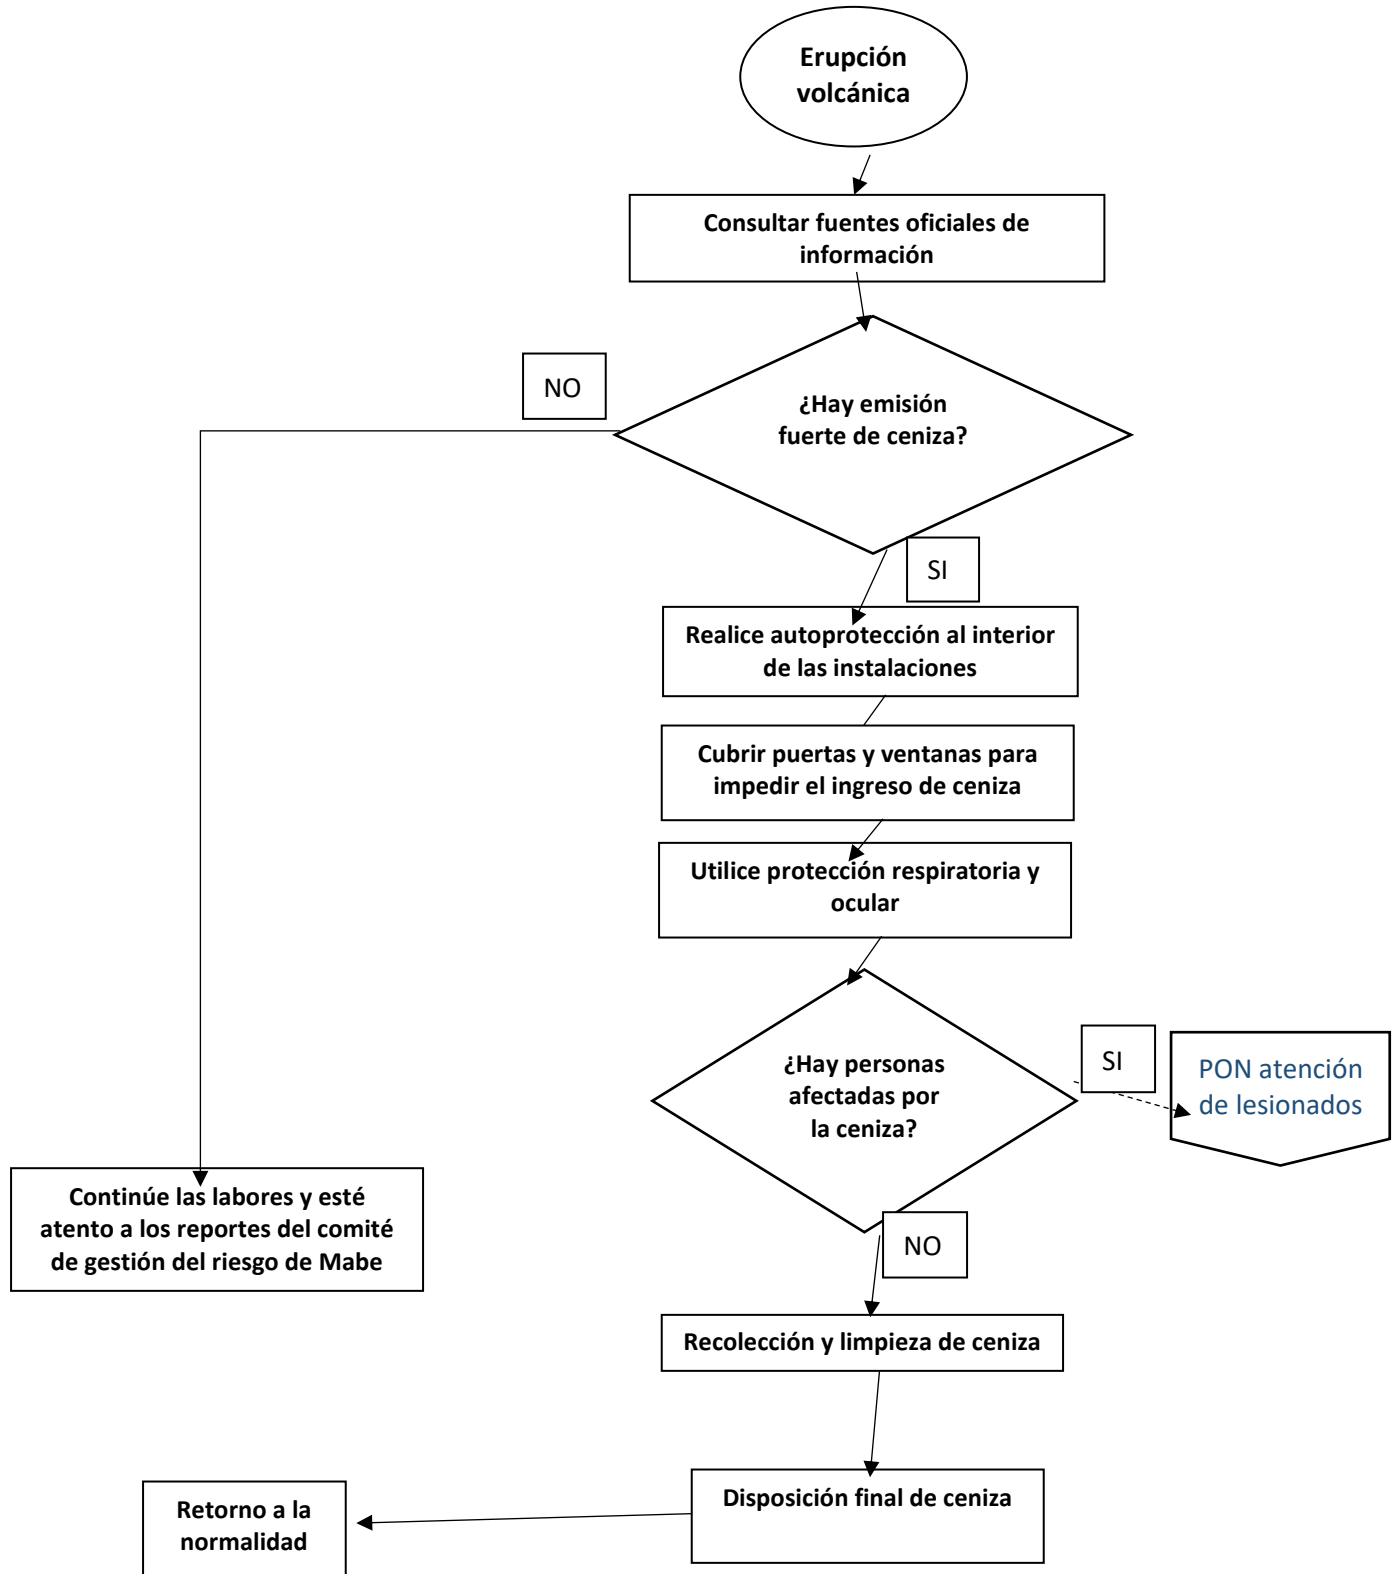 Erupción
volcánica
Consultar fuentes oficiales de
información
NO
¿Hay emisión
fuerte de ceniza?
SI
Realice autoprotección al interior
de las instalaciones
Cubrir puertas y ventanas para
impedir el ingreso de ceniza
Utilice protección respiratoria y
ocular
¿Hay personas
afectadas por
la ceniza?
SI
PON atención
de lesionados
Continúe las labores y esté
atento a los reportes del comité
de gestión del riesgo de Mabe
NO
Recolección y limpieza de ceniza
Disposición final de ceniza
Retorno a la
normalidad